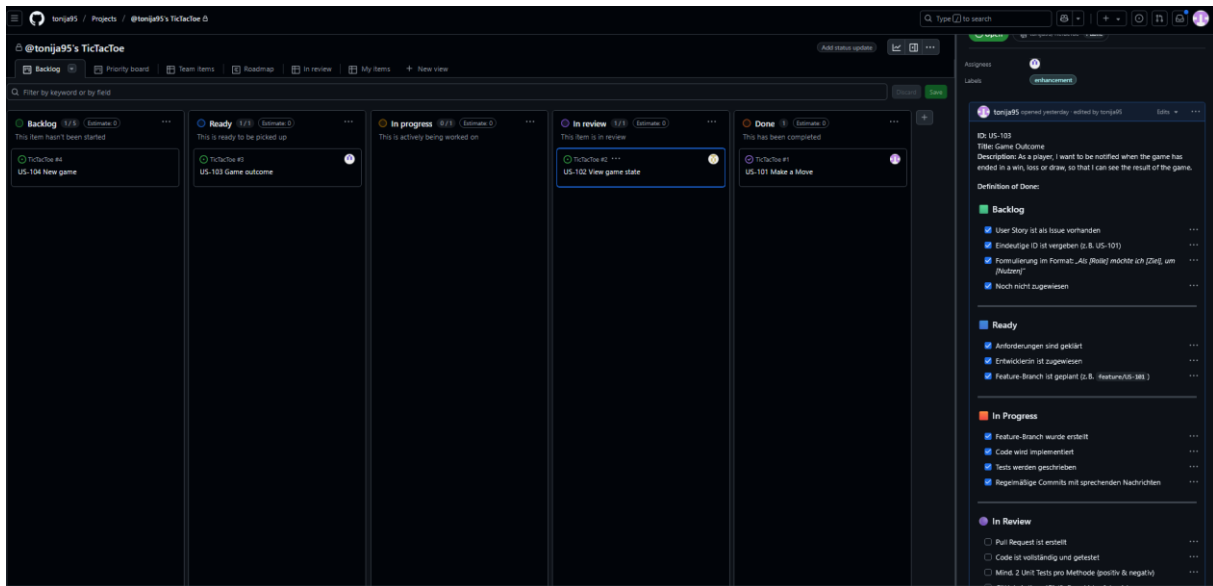 tonija95 / Projects / @tonija95's TicTacToe
Type / to search
@tonija95's TicTacToe
Add status update
Backlog
Priority board
Team items
Roadmap
In review
My items
+ New view
Filter by keyword or by field
Discard
Save
Backlog 1/5 Estimate: 0
This item hasn't been started
TicTacToe #4
US-104 New game
Ready 1/1 Estimate: 0
This is ready to be picked up
TicTacToe #3
US-103 Game outcome
In progress 0/1 Estimate: 0
This is actively being worked on
In review 1/1 Estimate: 0
This item is in review
TicTacToe #2
US-102 View game state
Done 1 Estimate: 0
This has been completed
TicTacToe #1
US-101 Make a Move
Open
Assignees
Labels
enhancement
tonija95 opened yesterday · edited by tonija95
Edits
ID: US-103
Title: Game Outcome
Description: As a player, I want to be notified when the game has
ended in a win, loss or draw, so that I can see the result of the game.
Definition of Done:
Backlog
User Story ist als Issue vorhanden
Eindeutige ID ist vergeben (z. B. US-101)
Formulierung im Format: „Als [Rolle] möchte ich [Ziel], um
[Nutzen]"
Noch nicht zugewiesen
Ready
Anforderungen sind geklärt
Entwicklerin ist zugewiesen
Feature-Branch ist geplant (z. B. feature/US-101 )
In Progress
Feature-Branch wurde erstellt
Code wird implementiert
Tests werden geschrieben
Regelmäßige Commits mit sprechenden Nachrichten
In Review
Pull Request ist erstellt
Code ist vollständig und getestet
Mind. 2 Unit Tests pro Methode (positiv & negativ)